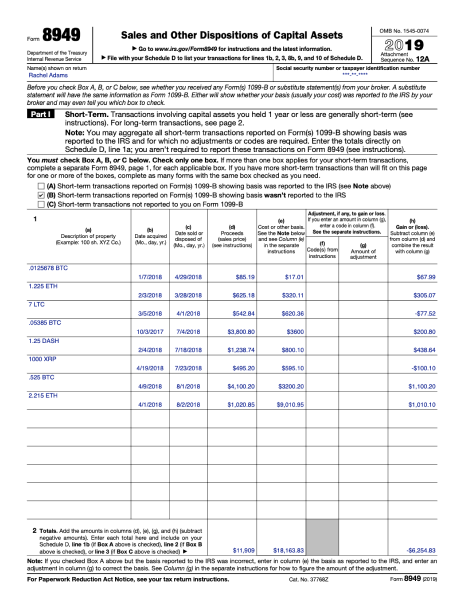 Form 8949
Department of the Treasury
Internal Revenue Service
Sales and Other Dispositions of Capital Assets
▶ Go to www.irs.gov/Form8949 for instructions and the latest information.
▶ File with your Schedule D to list your transactions for lines 1b, 2, 3, 8b, 9, and 10 of Schedule D.
OMB No. 1545-0074
2019
Attachment
Sequence No. 12A
Name(s) shown on return
Rachel Adams
Social security number or taxpayer identification number
***-**-****
Before you check Box A, B, or C below, see whether you received any Form(s) 1099-B or substitute statement(s) from your broker. A substitute
statement will have the same information as Form 1099-B. Either will show whether your basis (usually your cost) was reported to the IRS by your
broker and may even tell you which box to check.
Part I Short-Term. Transactions involving capital assets you held 1 year or less are generally short-term (see
instructions). For long-term transactions, see page 2.
Note: You may aggregate all short-term transactions reported on Form(s) 1099-B showing basis was
reported to the IRS and for which no adjustments or codes are required. Enter the totals directly on
Schedule D, line 1a; you aren't required to report these transactions on Form 8949 (see instructions).
You must check Box A, B, or C below. Check only one box. If more than one box applies for your short-term transactions,
complete a separate Form 8949, page 1, for each applicable box. If you have more short-term transactions than will fit on this page
for one or more of the boxes, complete as many forms with the same box checked as you need.
(A) Short-term transactions reported on Form(s) 1099-B showing basis was reported to the IRS (see Note above)
(B) Short-term transactions reported on Form(s) 1099-B showing basis wasn't reported to the IRS
(C) Short-term transactions not reported to you on Form 1099-B
1
(a)
Description of property
(Example: 100 sh. XYZ Co.)
(b)
Date acquired
(Mo., day, yr.)
(c)
Date sold or
disposed of
(Mo., day, yr.)
(d)
Proceeds
(sales price)
(see instructions)
(e)
Cost or other basis.
See the Note below
and see Column (e)
in the separate
instructions
Adjustment, if any, to gain or loss.
If you enter an amount in column (g),
enter a code in column (f).
See the separate instructions.
(f)
Code(s) from
instructions
(g)
Amount of
adjustment
(h)
Gain or (loss).
Subtract column (e)
from column (d) and
combine the result
with column (g)
.0125678 BTC
1/7/2018 4/29/2018 $85.19 $17.01 $67.99
1.225 ETH
2/3/2018 3/28/2018 $625.18 $320.11 $305.07
7 LTC
3/5/2018 4/1/2018 $542.84 $620.36 -$77.52
.05385 BTC
10/3/2017 7/4/2018 $3,800.80 $3600 $200.80
1.25 DASH
2/4/2018 7/18/2018 $1,238.74 $800.10 $438.64
1000 XRP
4/19/2018 7/23/2018 $495.20 $595.10 -$100.10
.525 BTC
4/9/2018 8/1/2018 $4,100.20 $3200.20 $1,100.20
2.215 ETH
4/1/2018 8/2/2018 $1,020.85 $9,010.95 $1,010.10
2 Totals. Add the amounts in columns (d), (e), (g), and (h) (subtract
negative amounts). Enter each total here and include on your
Schedule D, line 1b (if Box A above is checked), line 2 (if Box B
above is checked), or line 3 (if Box C above is checked) ▶
$11,909 $18,163.83 -$6,254.83
Note: If you checked Box A above but the basis reported to the IRS was incorrect, enter in column (e) the basis as reported to the IRS, and enter an
adjustment in column (g) to correct the basis. See Column (g) in the separate instructions for how to figure the amount of the adjustment.
For Paperwork Reduction Act Notice, see your tax return instructions. Cat. No. 37768Z Form 8949 (2019)